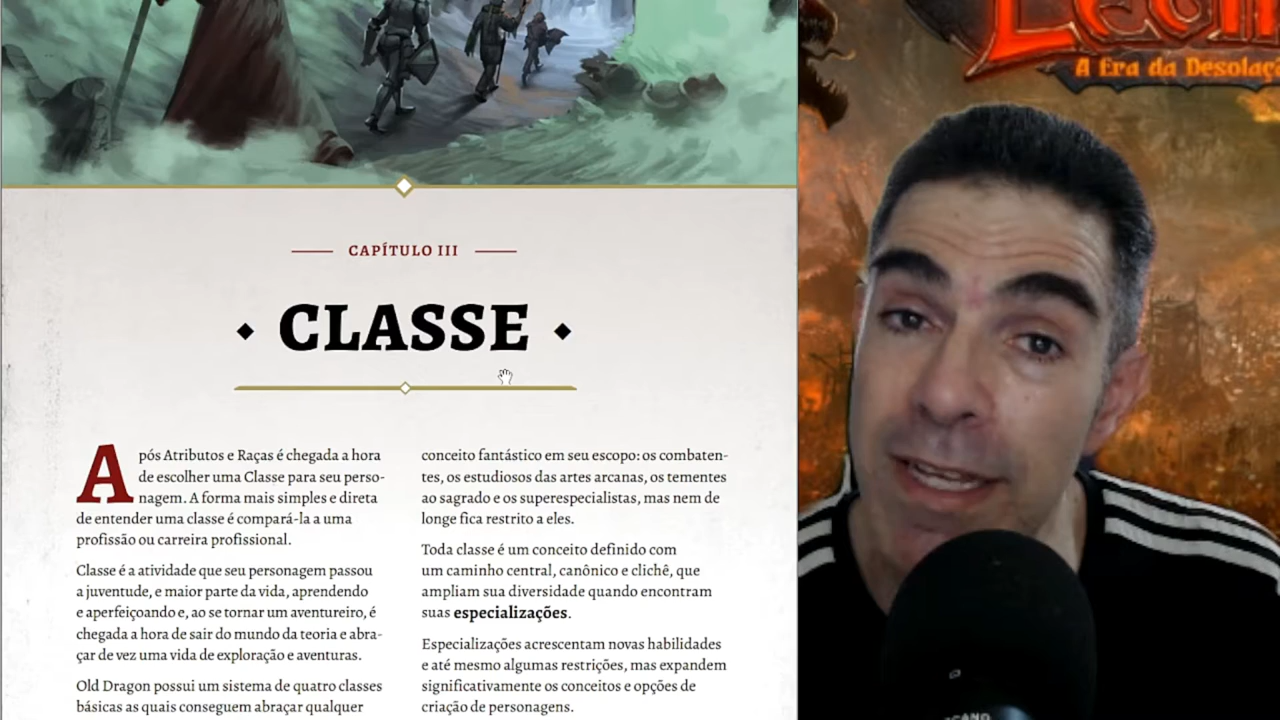 CAPÍTULO III
CLASSE
Após Atributos e Raças é chegada a hora
de escolher uma Classe para seu perso-
nagem. A forma mais simples e direta
de entender uma classe é compará-la a uma
profissão ou carreira profissional.
Classe é a atividade que seu personagem passou
a juventude, e maior parte da vida, aprendendo
e aperfeiçoando e, ao se tornar um aventureiro, é
chegada a hora de sair do mundo da teoria e abra-
çar de vez uma vida de exploração e aventuras.
Old Dragon possui um sistema de quatro classes
básicas as quais conseguem abraçar qualquer
conceito fantástico em seu escopo: os combaten-
tes, os estudiosos das artes arcanas, os tementes
ao sagrado e os superespecialistas, mas nem de
longe fica restrito a eles.
Toda classe é um conceito definido com
um caminho central, canônico e clichê, que
ampliam sua diversidade quando encontram
suas especializações.
Especializações acrescentam novas habilidades
e até mesmo algumas restrições, mas expandem
significativamente os conceitos e opções de
criação de personagens.
A Era da